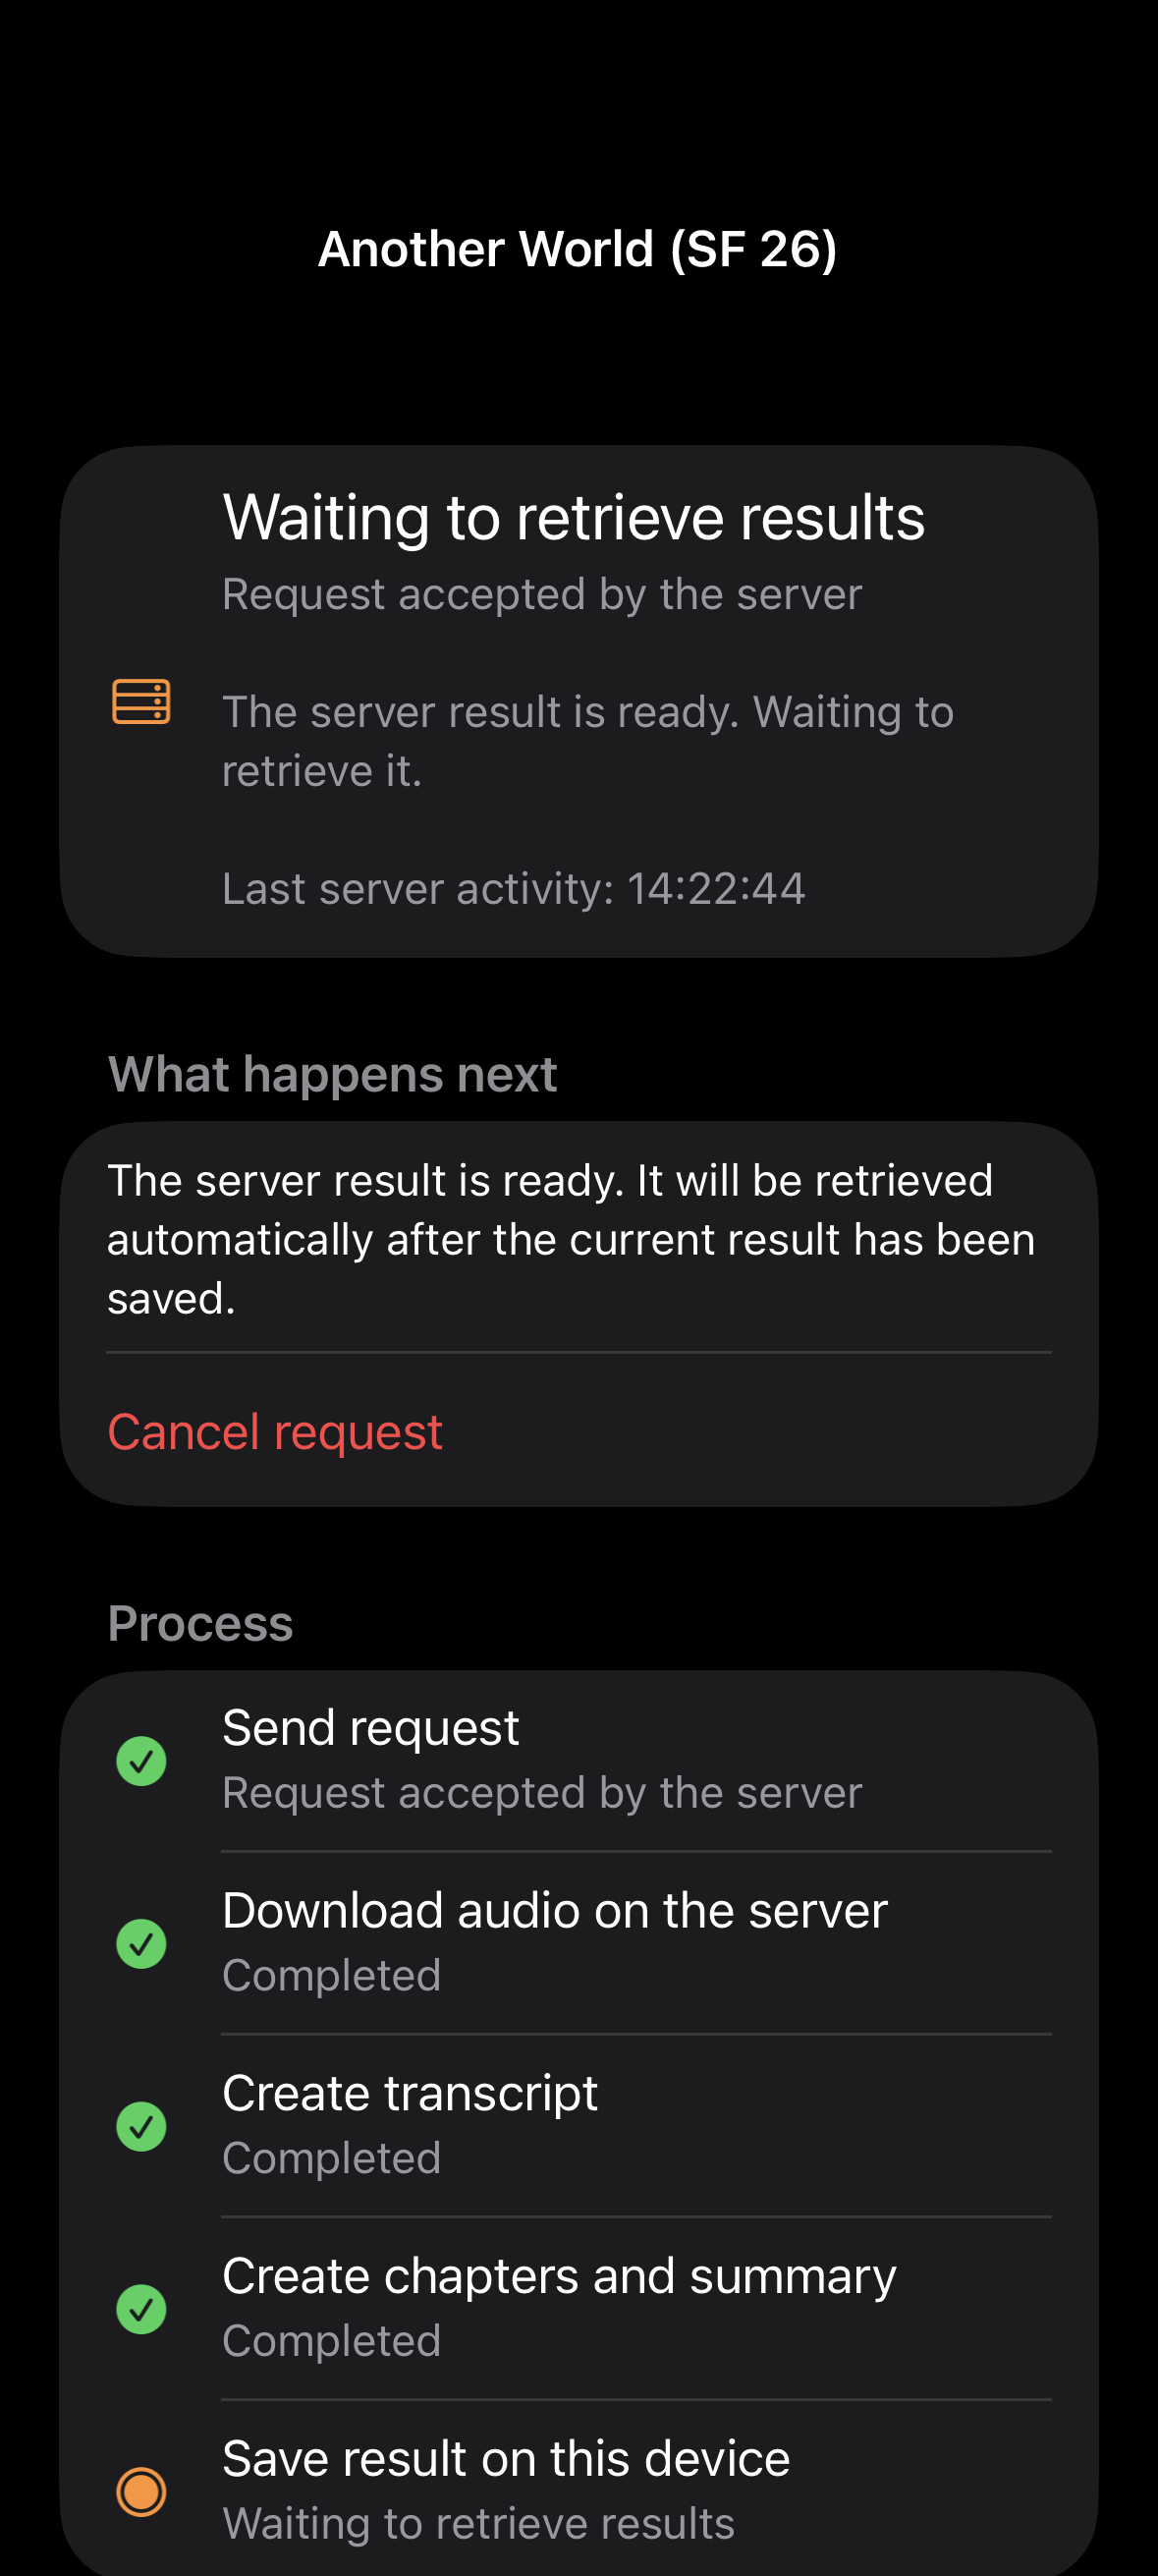 Another World (SF 26)
Waiting to retrieve results
Request accepted by the server
The server result is ready. Waiting to
retrieve it.
Last server activity: 14:22:44
What happens next
The server result is ready. It will be retrieved
automatically after the current result has been
saved.
Cancel request
Process
Send request
Request accepted by the server
Download audio on the server
Completed
Create transcript
Completed
Create chapters and summary
Completed
Save result on this device
Waiting to retrieve results